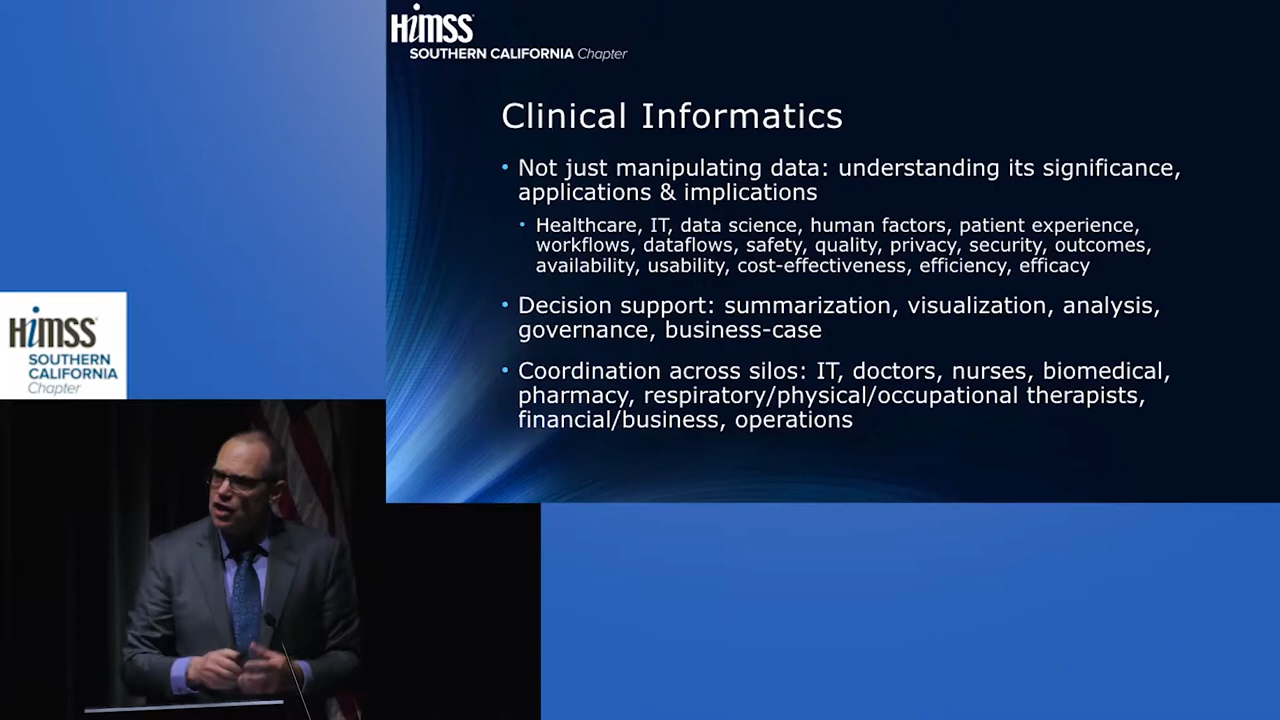 HiMSS
SOUTHERN CALIFORNIA Chapter
Clinical Informatics
• Not just manipulating data: understanding its significance,
applications & implications
• Healthcare, IT, data science, human factors, patient experience,
workflows, dataflows, safety, quality, privacy, security, outcomes,
availability, usability, cost-effectiveness, efficiency, efficacy
• Decision support: summarization, visualization, analysis,
governance, business-case
• Coordination across silos: IT, doctors, nurses, biomedical,
pharmacy, respiratory/physical/occupational therapists,
financial/business, operations
HiMSS
SOUTHERN
CALIFORNIA
Chapter